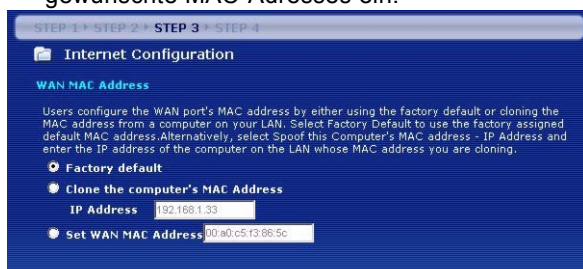 gewünschte MAC-Adresses ein.
STEP 1 STEP 2 STEP 3 STEP 4
Internet Configuration
WAN MAC Address
Users configure the WAN port's MAC address by either using the factory default or cloning the
MAC address from a computer on your LAN. Select Factory Default to use the factory assigned
default MAC address.Alternatively, select Spoof this Computer's MAC address - IP Address and
enter the IP address of the computer on the LAN whose MAC address you are cloning.
Factory default
Clone the computer's MAC Address
IP Address 192.168.1.33
Set WAN MAC Address 00:a0:c5:f3:86:5c